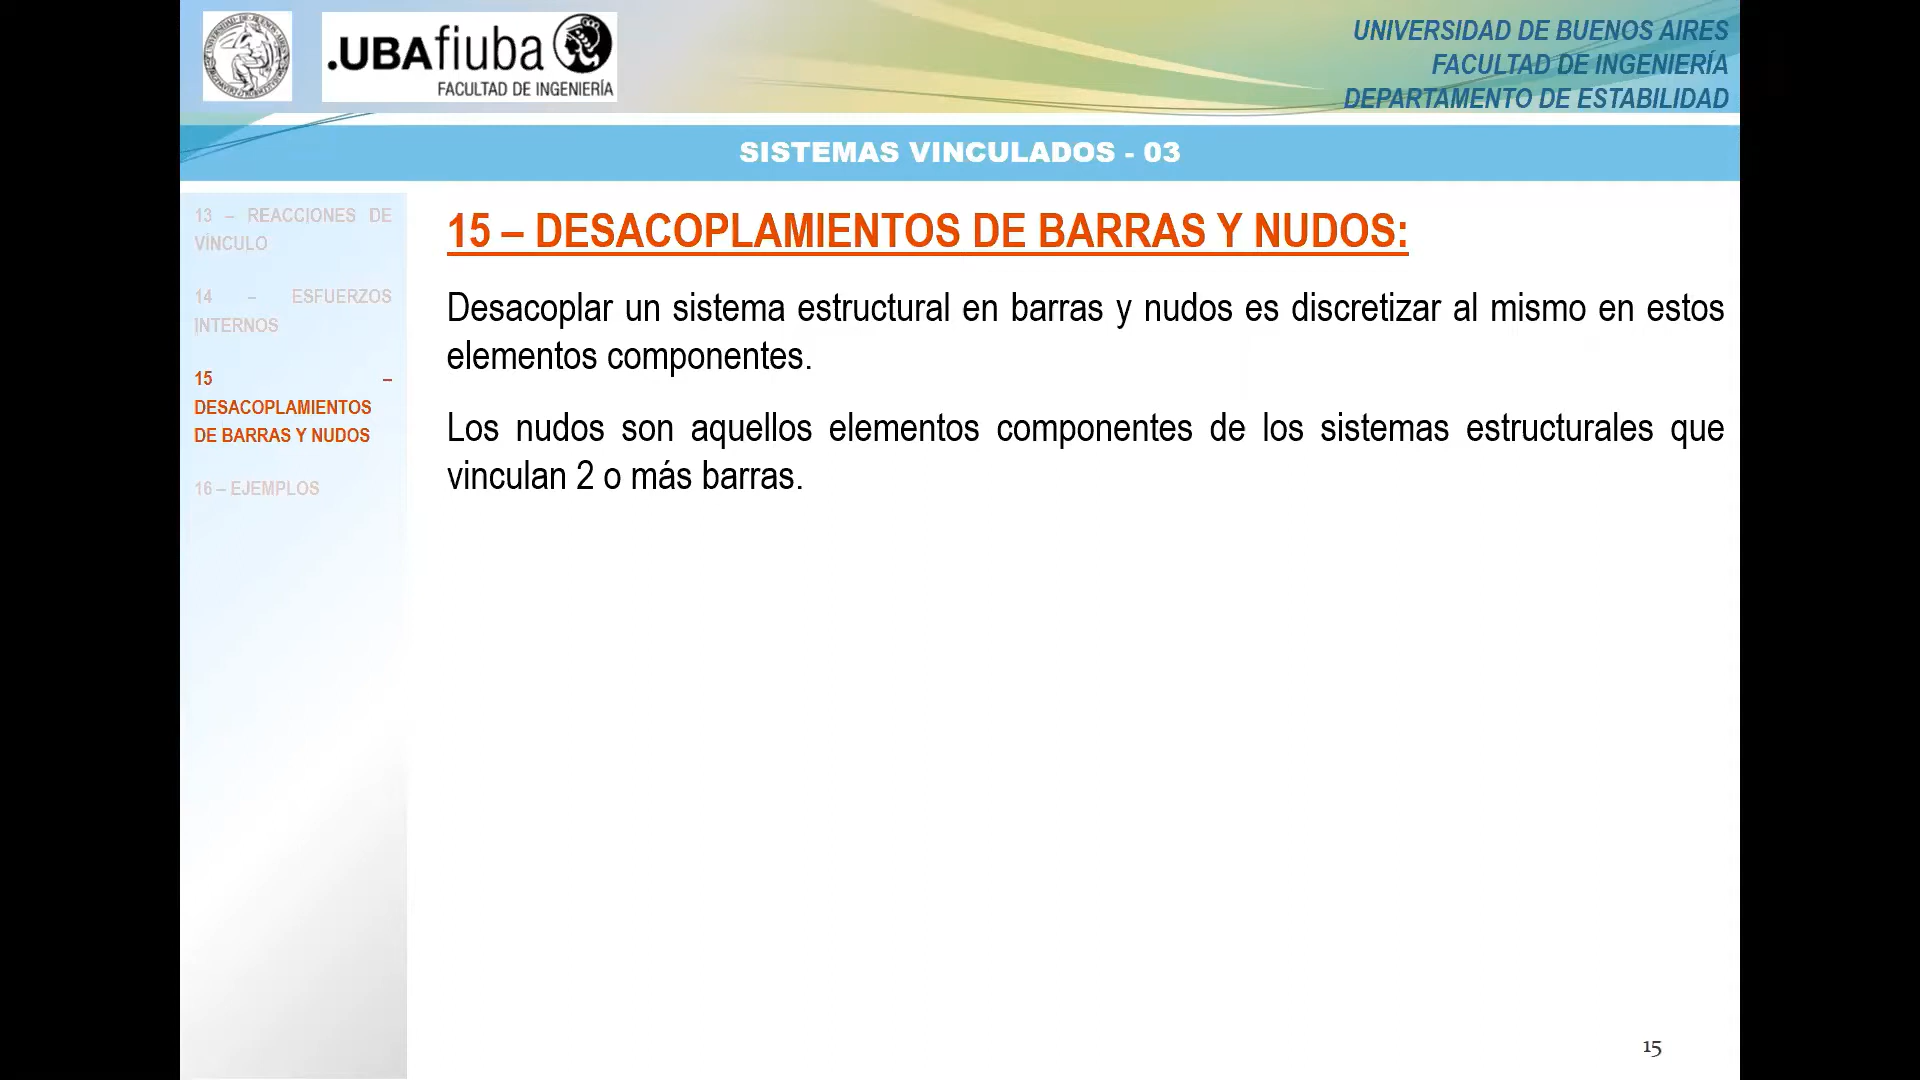 .UBAfiuba
FACULTAD DE INGENIERÍA
UNIVERSIDAD DE BUENOS AIRES
FACULTAD DE INGENIERÍA
DEPARTAMENTO DE ESTABILIDAD
SISTEMAS VINCULADOS - 03
13 – REACCIONES DE
VÍNCULO
14 – ESFUERZOS
INTERNOS
15 –
DESACOPLAMIENTOS
DE BARRAS Y NUDOS
16 – EJEMPLOS
15 – DESACOPLAMIENTOS DE BARRAS Y NUDOS:
Desacoplar un sistema estructural en barras y nudos es discretizar al mismo en estos
elementos componentes.
Los nudos son aquellos elementos componentes de los sistemas estructurales que
vinculan 2 o más barras.
15